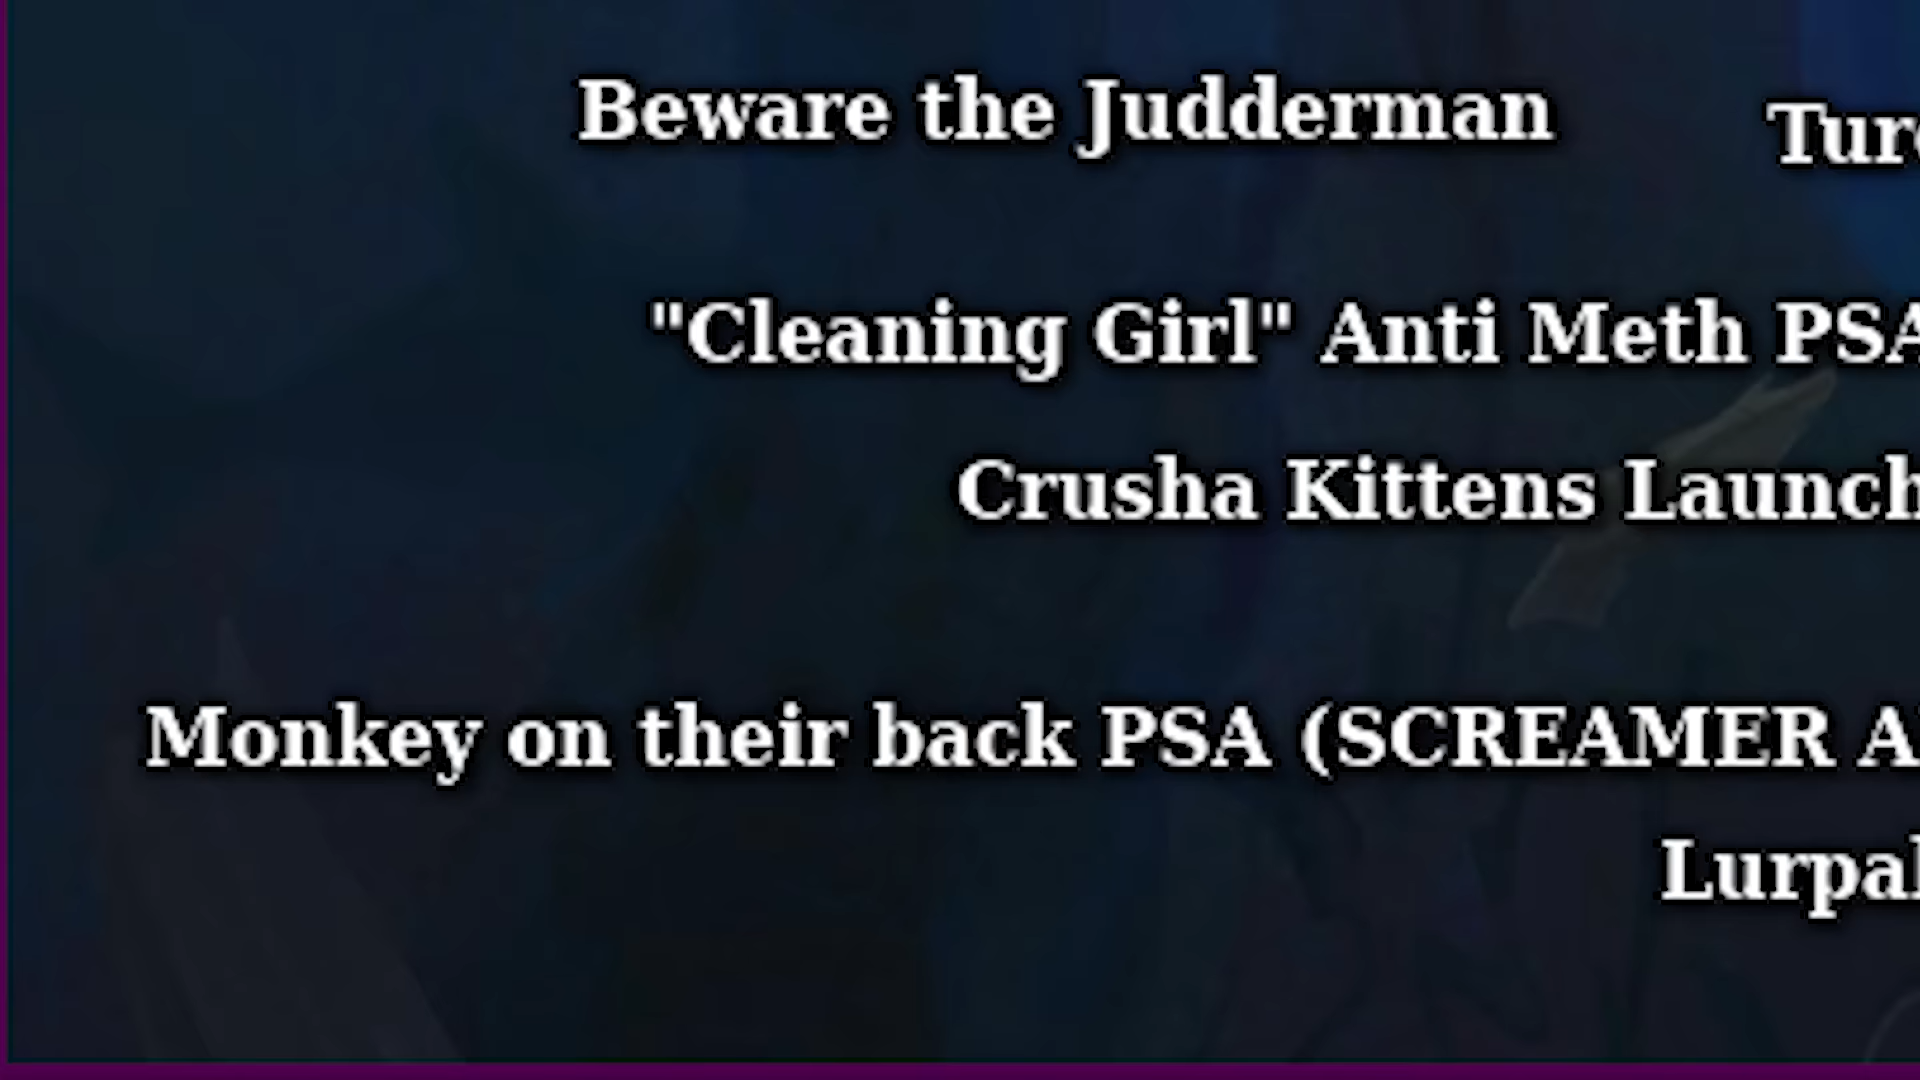 Beware the Judderman
"Cleaning Girl" Anti Meth PSA
Crusha Kittens Launch
Monkey on their back PSA (SCREAMER